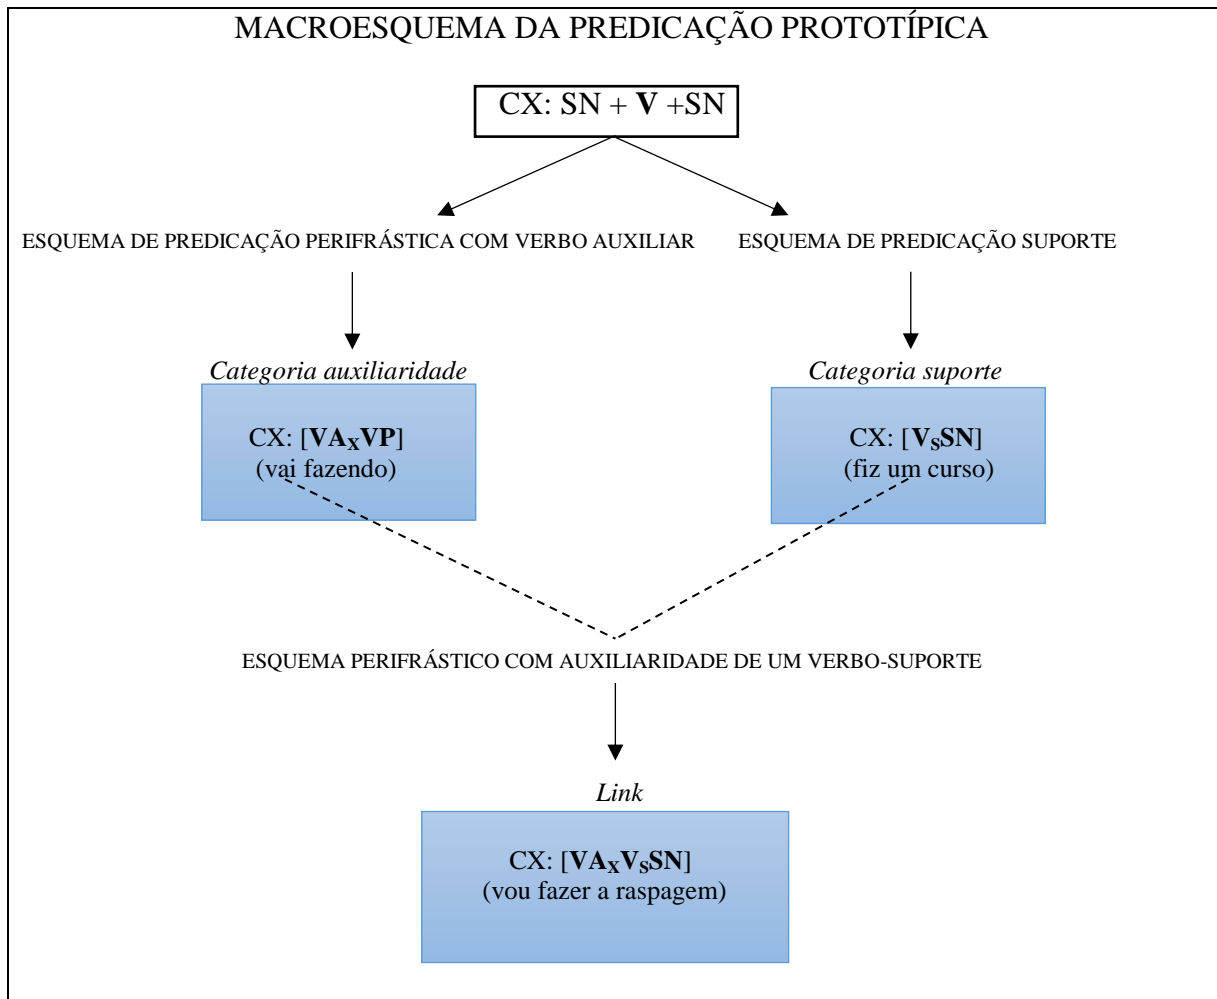 MACROESQUEMA DA PREDICAÇÃO PROTOTÍPICA
CX: SN + V +SN
ESQUEMA DE PREDICAÇÃO PERIFRÁSTICA COM VERBO AUXILIAR
ESQUEMA DE PREDICAÇÃO SUPORTE
Categoria auxiliaridade
CX: [VAXVP]
(vai fazendo)
Categoria suporte
CX: [VSSN]
(fiz um curso)
ESQUEMA PERIFRÁSTICO COM AUXILIARIDADE DE UM VERBO-SUPORTE
Link
CX: [VAXVSSN]
(vou fazer a raspagem)